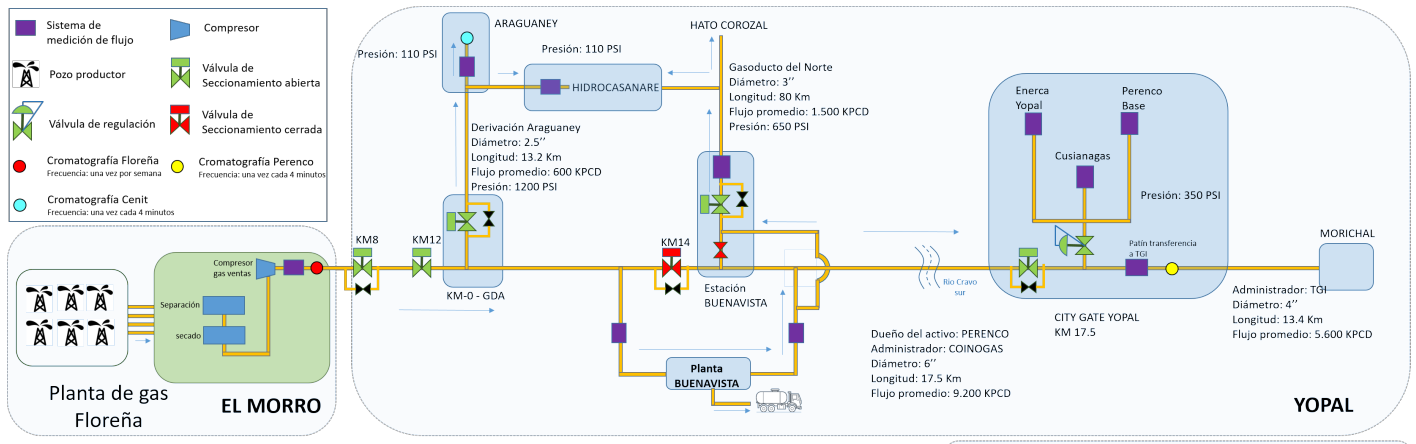 Sistema de
medición de flujo
Compresor
Pozo productor
Válvula de
Seccionamiento abierta
Válvula de regulación
Válvula de
Seccionamiento cerrada
Cromatografía Floreña
Frecuencia: una vez por semana
Cromatografía Perenco
Frecuencia: una vez cada 4 minutos
Cromatografía Cenit
Frecuencia: una vez cada 4 minutos
Compresor
gas ventas
Separación
secado
Planta de gas
Floreña
EL MORRO
ARAGUANEY
Presión: 110 PSI
Presión: 110 PSI
HIDROCASANARE
HATO COROZAL
Gasoducto del Norte
Diámetro: 3’’
Longitud: 80 Km
Flujo promedio: 1.500 KPCD
Presión: 650 PSI
Derivación Araguaney
Diámetro: 2.5’’
Longitud: 13.2 Km
Flujo promedio: 600 KPCD
Presión: 1200 PSI
KM8
KM12
KM-0 - GDA
KM14
Estación
BUENAVISTA
Planta
BUENAVISTA
Rio Cravo
sur
Enerca
Yopal
Perenco
Base
Cusianagas
Presión: 350 PSI
Patín transferencia
a TGI
CITY GATE YOPAL
KM 17.5
MORICHAL
Administrador: TGI
Diámetro: 4’’
Longitud: 13.4 Km
Flujo promedio: 5.600 KPCD
Dueño del activo: PERENCO
Administrador: COINOGAS
Diámetro: 6’’
Longitud: 17.5 Km
Flujo promedio: 9.200 KPCD
YOPAL